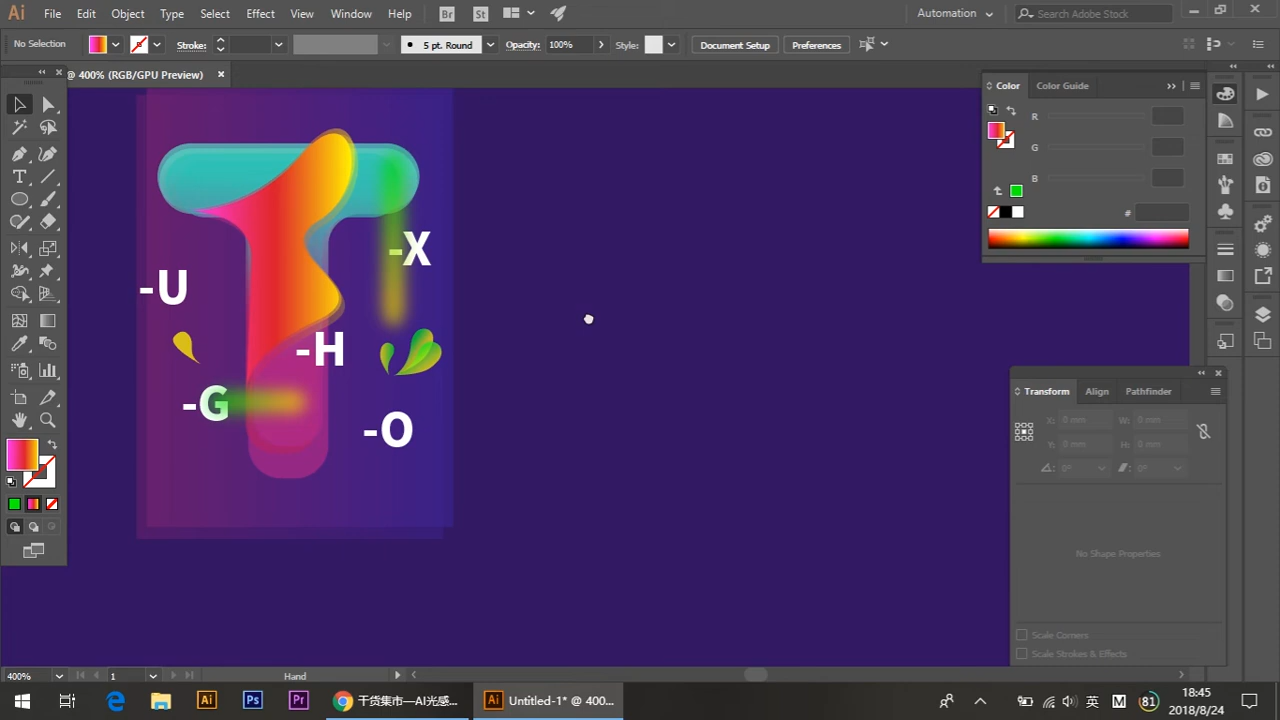 Ai File Edit Object Type Select Effect View Window Help Br St Automation Search Adobe Stock
No Selection Stroke: 5 pt. Round Opacity: 100% Style: Document Setup Preferences
@ 400% (RGB/GPU Preview)
Color Color Guide
R
G
B
#
-X
-U
-H
-G
-O
Transform Align Pathfinder
X: 0 mm W: 0 mm
Y: 0 mm H: 0 mm
0° 0°
No Shape Properties
Scale Corners
Scale Strokes & Effects
400% 1 Hand
Ai Ps Pr 干货集市—AI光感... Ai Untitled-1* @ 400... 英 M 81 18:45
2018/8/24